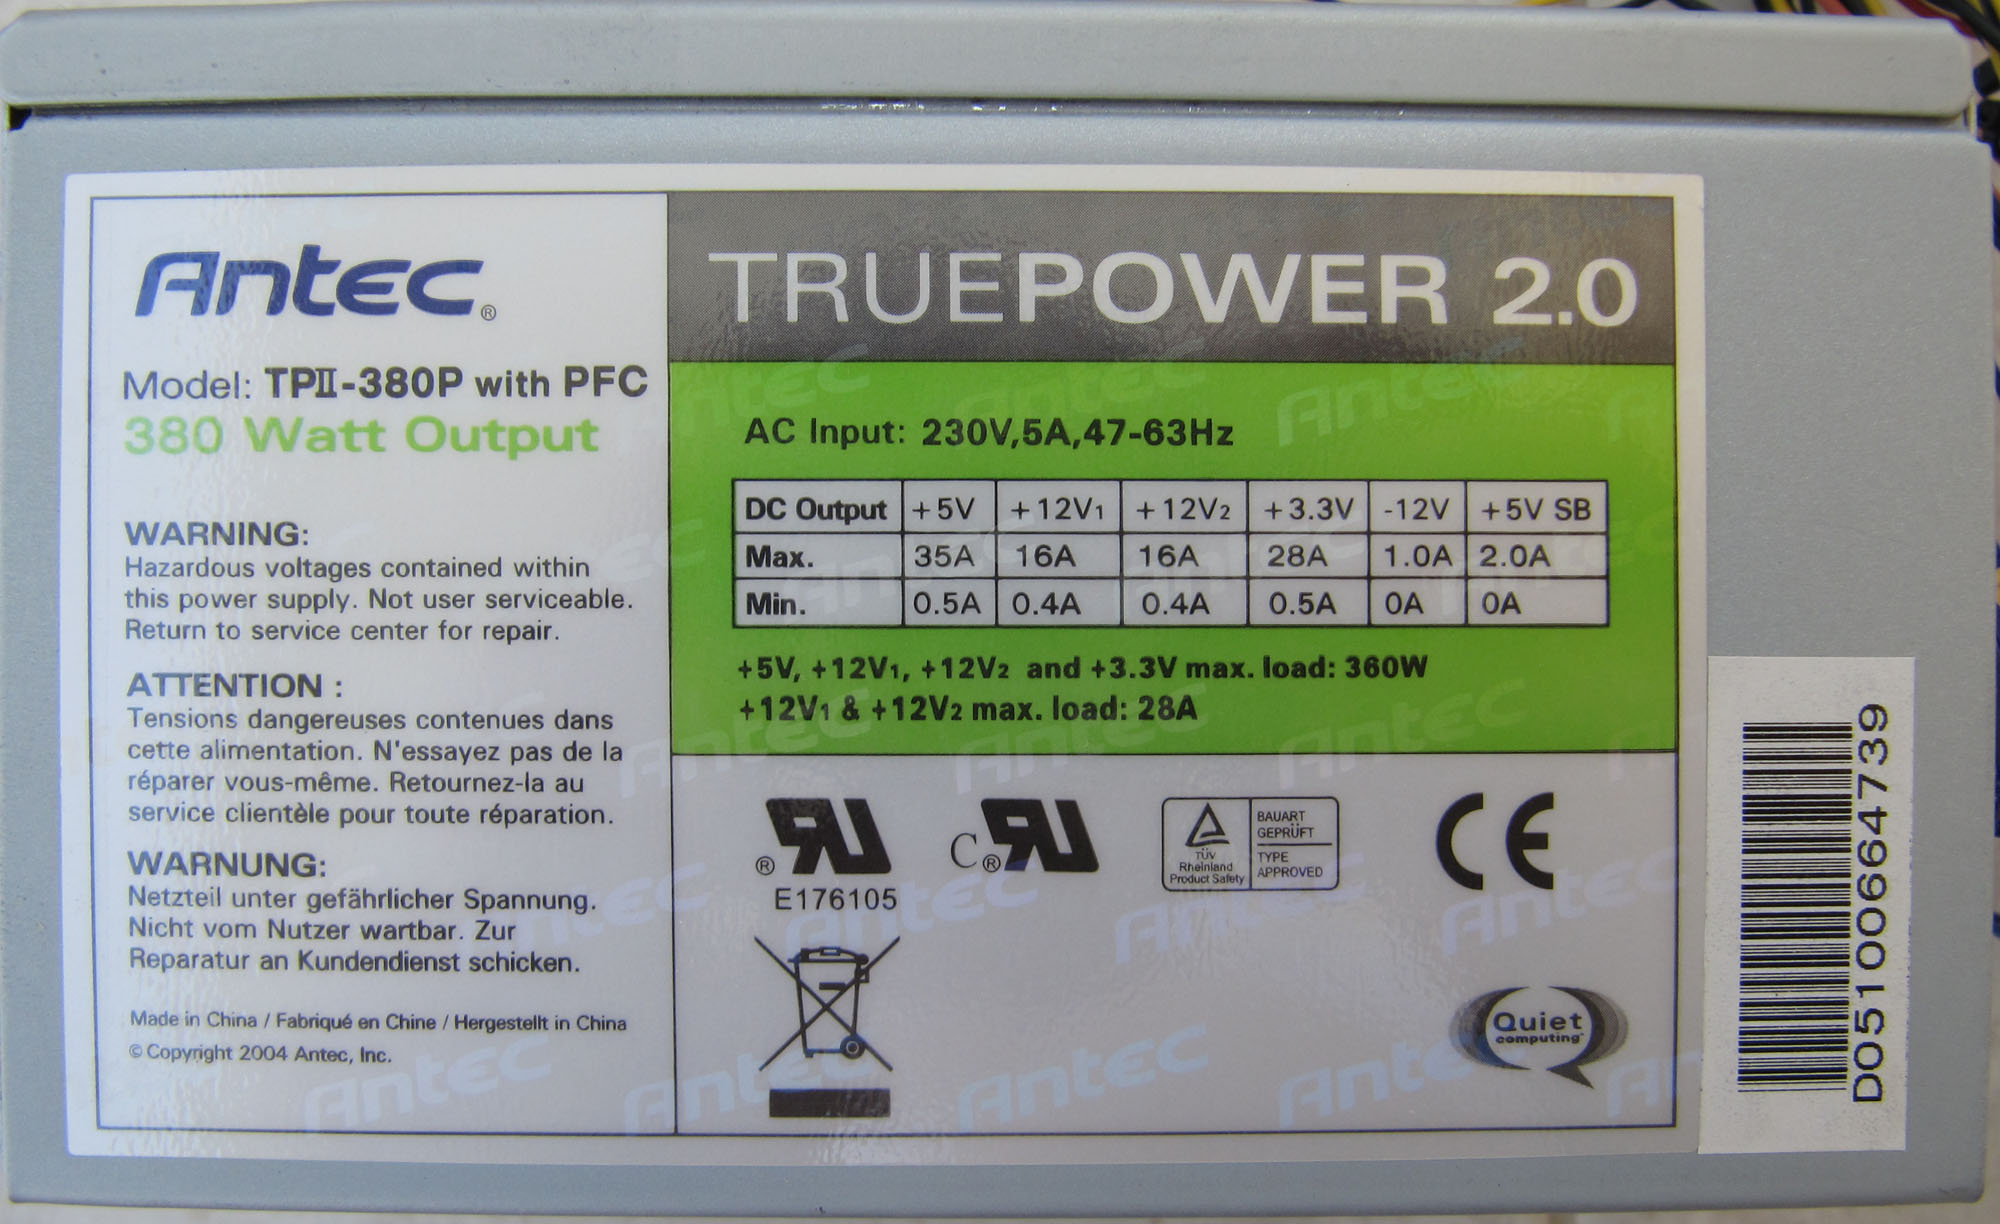 Antec®
Model: TPII-380P with PFC
380 Watt Output
WARNING:
Hazardous voltages contained within
this power supply. Not user serviceable.
Return to service center for repair.
ATTENTION :
Tensions dangereuses contenues dans
cette alimentation. N'essayez pas de la
réparer vous-même. Retournez-la au
service clientèle pour toute réparation.
WARNUNG:
Netzteil unter gefährlicher Spannung.
Nicht vom Nutzer wartbar. Zur
Reparatur an Kundendienst schicken.
Made in China / Fabriqué en Chine / Hergestellt in China
© Copyright 2004 Antec, Inc.
TRUEPOWER 2.0
AC Input: 230V,5A,47-63Hz
DC Output +5V +12V1 +12V2 +3.3V -12V +5V SB
Max. 35A 16A 16A 28A 1.0A 2.0A
Min. 0.5A 0.4A 0.4A 0.5A 0A 0A
+5V, +12V1, +12V2 and +3.3V max. load: 360W
+12V1 & +12V2 max. load: 28A
®
E176105
C ®
TÜV
Rheinland
Product Safety
BAUART
GEPRÜFT
TYPE
APPROVED
CE
Quiet
computing
D05100664739